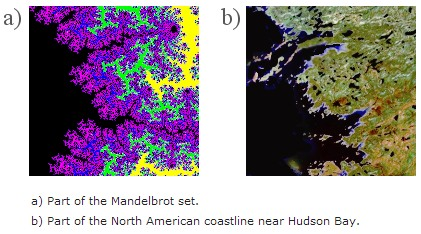 a)
b)
a) Part of the Mandelbrot set.
b) Part of the North American coastline near Hudson Bay.